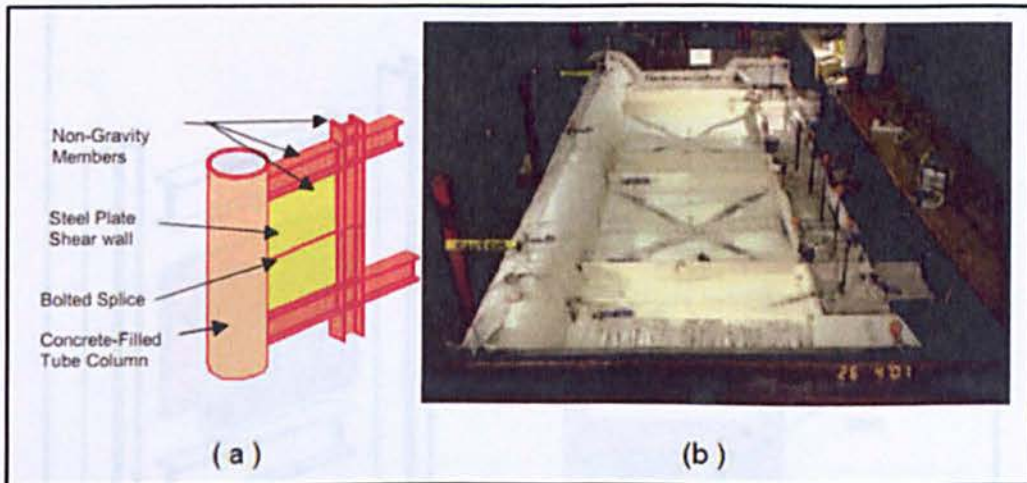 Non-Gravity
Members
Steel Plate
Shear wall
Bolted Splice
Concrete-Filled
Tube Column
26 4'01
( a )
( b )